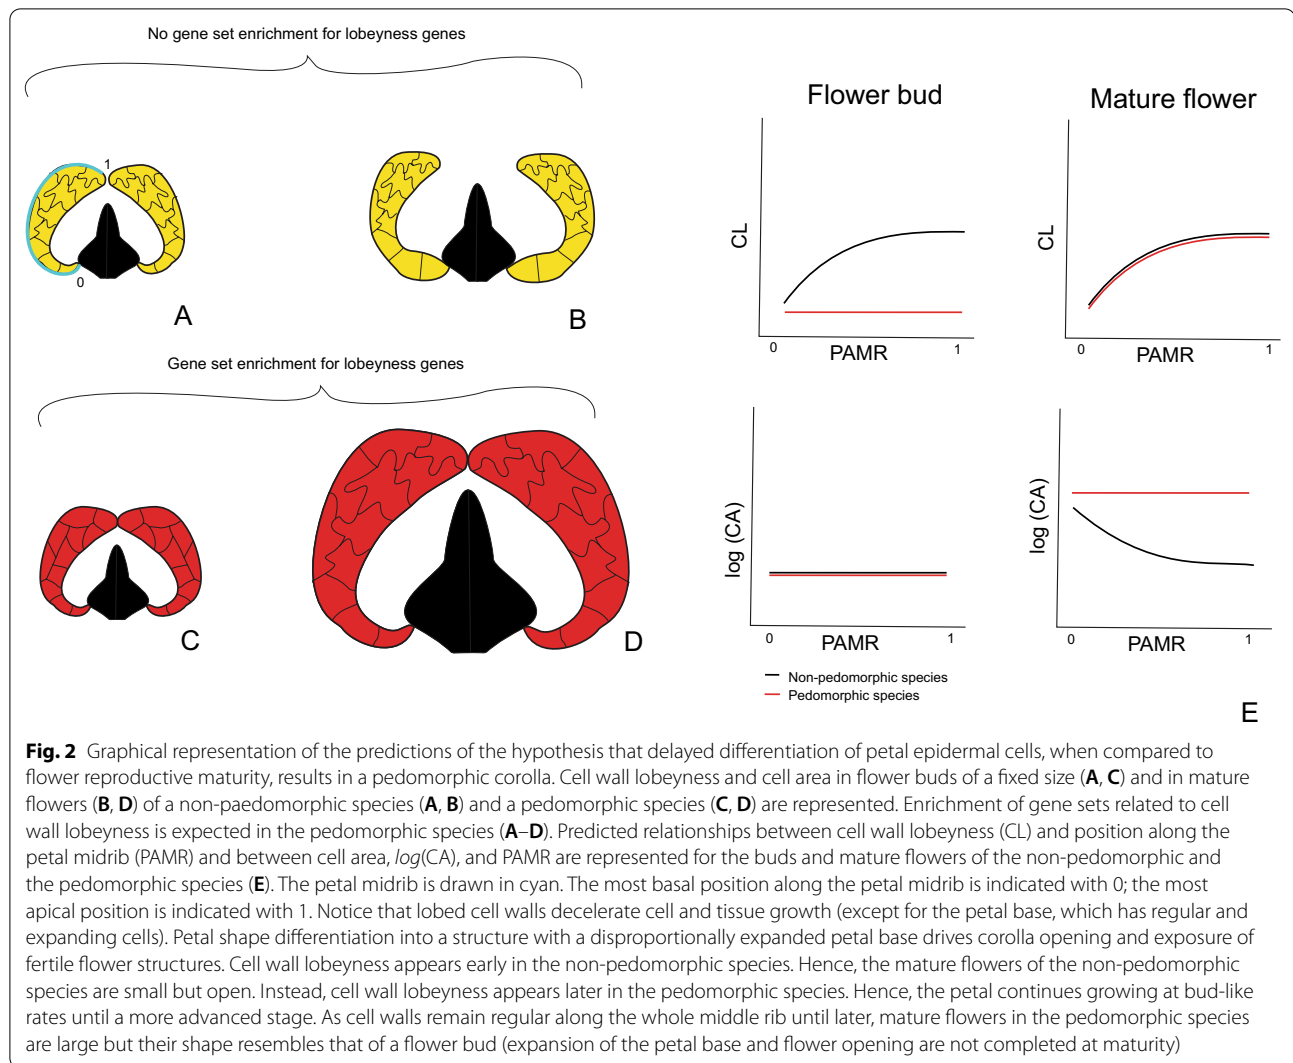 No gene set enrichment for lobeyness genes
1
0
A
B
Gene set enrichment for lobeyness genes
C
D
Flower bud
Mature flower
CL
0
PAMR
1
CL
0
PAMR
1
log (CA)
0
PAMR
1
log (CA)
0
PAMR
1
Non-pedomorphic species
Pedomorphic species
E
Fig. 2 Graphical representation of the predictions of the hypothesis that delayed differentiation of petal epidermal cells, when compared to
flower reproductive maturity, results in a pedomorphic corolla. Cell wall lobeyness and cell area in flower buds of a fixed size (A, C) and in mature
flowers (B, D) of a non-paedomorphic species (A, B) and a pedomorphic species (C, D) are represented. Enrichment of gene sets related to cell
wall lobeyness is expected in the pedomorphic species (A–D). Predicted relationships between cell wall lobeyness (CL) and position along the
petal midrib (PAMR) and between cell area, log(CA), and PAMR are represented for the buds and mature flowers of the non-pedomorphic and
the pedomorphic species (E). The petal midrib is drawn in cyan. The most basal position along the petal midrib is indicated with 0; the most
apical position is indicated with 1. Notice that lobed cell walls decelerate cell and tissue growth (except for the petal base, which has regular and
expanding cells). Petal shape differentiation into a structure with a disproportionally expanded petal base drives corolla opening and exposure of
fertile flower structures. Cell wall lobeyness appears early in the non-pedomorphic species. Hence, the mature flowers of the non-pedomorphic
species are small but open. Instead, cell wall lobeyness appears later in the pedomorphic species. Hence, the petal continues growing at bud-like
rates until a more advanced stage. As cell walls remain regular along the whole middle rib until later, mature flowers in the pedomorphic species
are large but their shape resembles that of a flower bud (expansion of the petal base and flower opening are not completed at maturity)